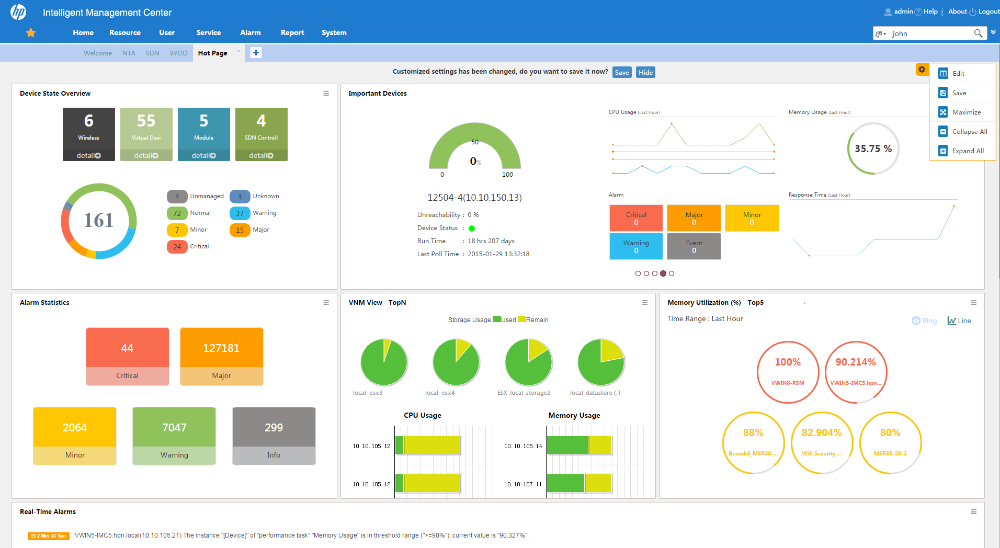 hp Intelligent Management Center
admin Help About Logout
Home Resource User Service Alarm Report System
john
Welcome NTA SDN BYOD Hot Page
Customized settings has been changed, do you want to save it now? Save Hide
Edit
Save
Maximize
Collapse All
Expand All
Device State Overview
6 55 5 4
Wireless Virtual Devi Module SDN Controll
detail detail detail detail
161
3 Unmanaged 3 Unknown
72 Normal 37 Warning
7 Minor 15 Major
24 Critical
Important Devices
50
0%
0 100
12504-4(10.10.150.13)
Unreachability : 0 %
Device Status :
Run Time : 18 hrs 207 days
Last Poll Time : 2015-01-29 13:32:18
CPU Usage (Last Hour)
Memory Usage (Last Hour)
35.75 %
Alarm
Critical Major Minor
0 0 0
Warning Event
0 0
Response Time (Last Hour)
Alarm Statistics
44 127181
Critical Major
2064 7047 299
Minor Warning Info
VNM View - TopN
Storage Usage Used Remain
local-esx3 local-esx4 ESX_local_storage2 local_datastore (.1
CPU Usage Memory Usage
10.10.105.12 10.10.105.14
10.10.105.12 10.10.107.11
Memory Utilization (%) - Top5
Time Range : Last Hour
Ring Line
100% 90.214%
VWIN8-RSM VWIN5-IMC5.hpn...
88% 82.904% 80%
Branch3_MSR30-... Wifi Security ... MSR30-20-2
Real-Time Alarms
2 Min 53 Sec VWIN5-IMC5.hpn.local(10.10.105.21) The instance "[Device]" of "performance task" "Memory Usage" is in threshold range (">=90%"), current value is "90.327%".